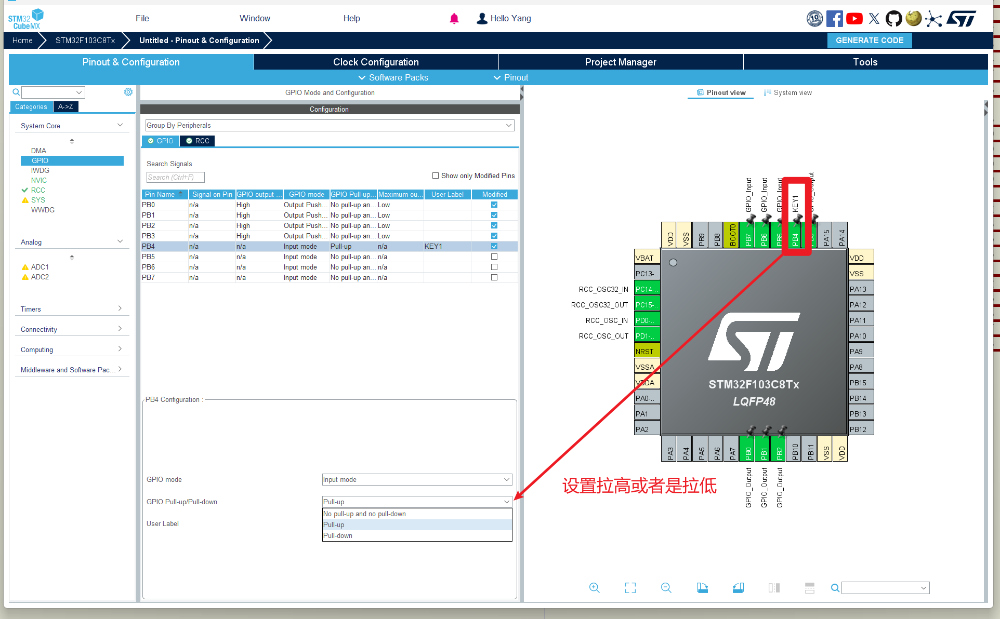 STM32
CubeMX
File
Window
Help
10
Hello Yang
Home
STM32F103C8Tx
Untitled - Pinout & Configuration
GENERATE CODE
Pinout & Configuration
Clock Configuration
Project Manager
Tools
Software Packs
Pinout
Categories
A->Z
System Core
DMA
GPIO
IWDG
NVIC
RCC
SYS
WWDG
Analog
ADC1
ADC2
Timers
Connectivity
Computing
Middleware and Software Pac...
GPIO Mode and Configuration
Configuration
Group By Peripherals
GPIO
RCC
Search Signals
Search (Ctrl+F)
Show only Modified Pins
Pin Name Signal on Pin GPIO output ... GPIO mode GPIO Pull-up... Maximum ou... User Label Modified
PB0 n/a High Output Push... No pull-up an... Low
PB1 n/a High Output Push... No pull-up an... Low
PB2 n/a High Output Push... No pull-up an... Low
PB3 n/a High Output Push... No pull-up an... Low
PB4 n/a n/a Input mode Pull-up n/a KEY1
PB5 n/a n/a Input mode No pull-up an... n/a
PB6 n/a n/a Input mode No pull-up an... n/a
PB7 n/a n/a Input mode No pull-up an... n/a
PB4 Configuration :
GPIO mode
Input mode
GPIO Pull-up/Pull-down
Pull-up
No pull-up and no pull-down
Pull-up
Pull-down
User Label
Pinout view
System view
GPIO_Input
GPIO_Input
GPIO_Input
KEY1
GPIO_Output
VDD
VSS
PB9
PB8
BOOT0
PB7
PB6
PB5
PB4
PB3
PA15
PA14
VBAT
PC13-..
RCC_OSC32_IN
PC14-..
RCC_OSC32_OUT
PC15-..
RCC_OSC_IN
PD0-..
RCC_OSC_OUT
PD1-..
NRST
VSSA
VDDA
PA0-..
PA1
PA2
VDD
VSS
PA13
PA12
PA11
PA10
PA9
PA8
PB15
PB14
PB13
PB12
ST
STM32F103C8Tx
LQFP48
PA3
PA4
PA5
PA6
PA7
PB0
PB1
PB2
PB10
PB11
VSS
VDD
GPIO_Output
GPIO_Output
GPIO_Output
设置拉高或者是拉低